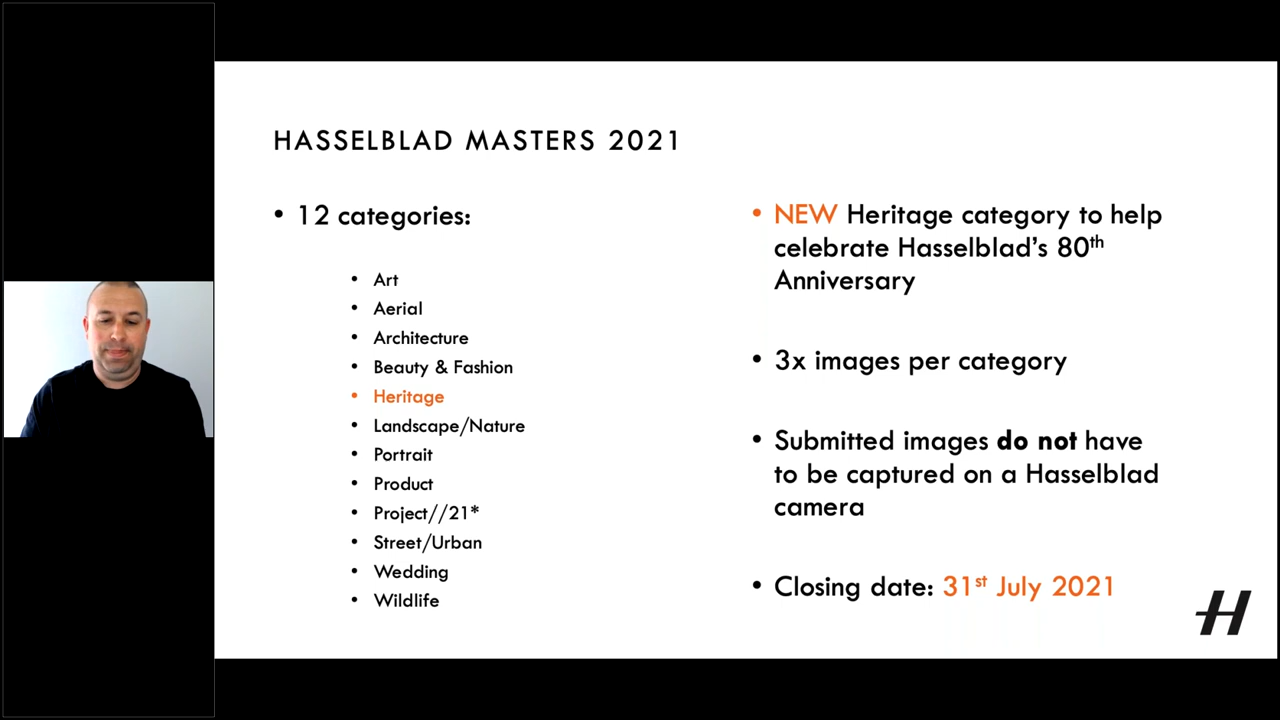 HASSELBLAD MASTERS 2021
• 12 categories:
• Art
• Aerial
• Architecture
• Beauty & Fashion
• Heritage
• Landscape/Nature
• Portrait
• Product
• Project//21*
• Street/Urban
• Wedding
• Wildlife
• NEW Heritage category to help
celebrate Hasselblad’s 80th
Anniversary
• 3x images per category
• Submitted images do not have
to be captured on a Hasselblad
camera
• Closing date: 31st July 2021
H